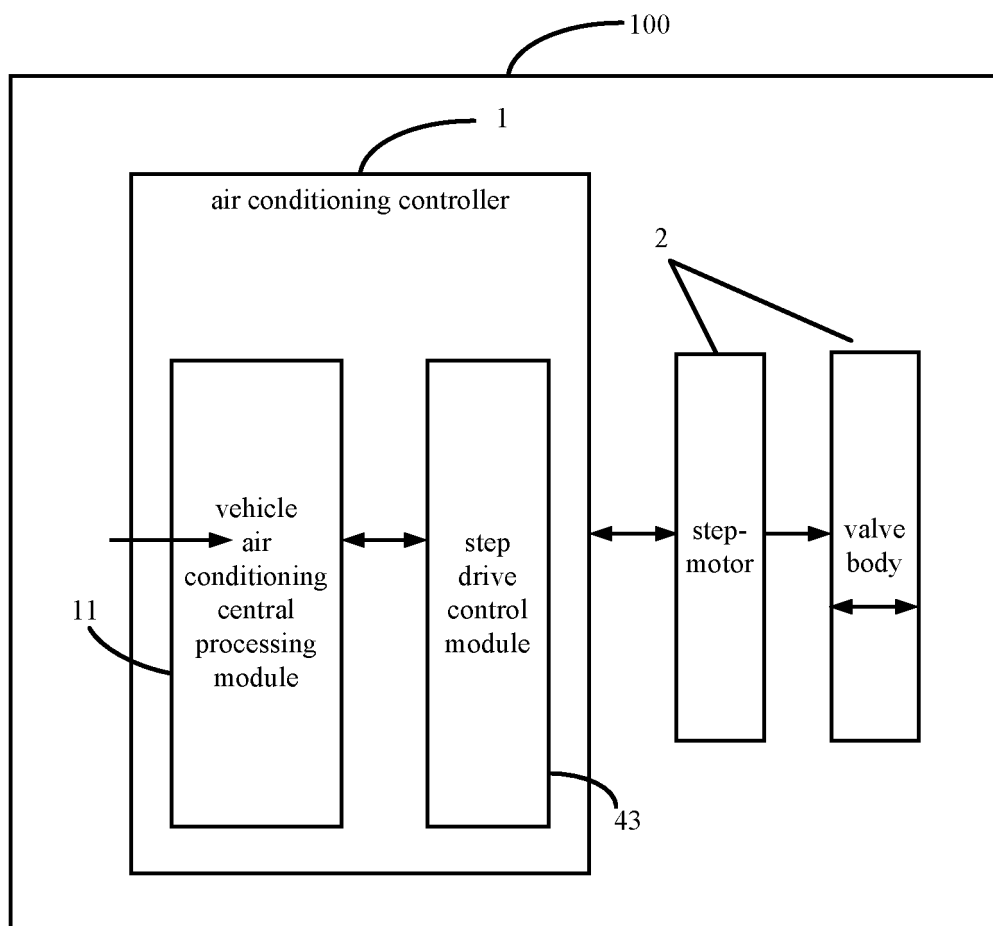 100
1
air conditioning controller
2
vehicle
air
conditioning
central
processing
module
step
drive
control
module
step-
motor
valve
body
11
43